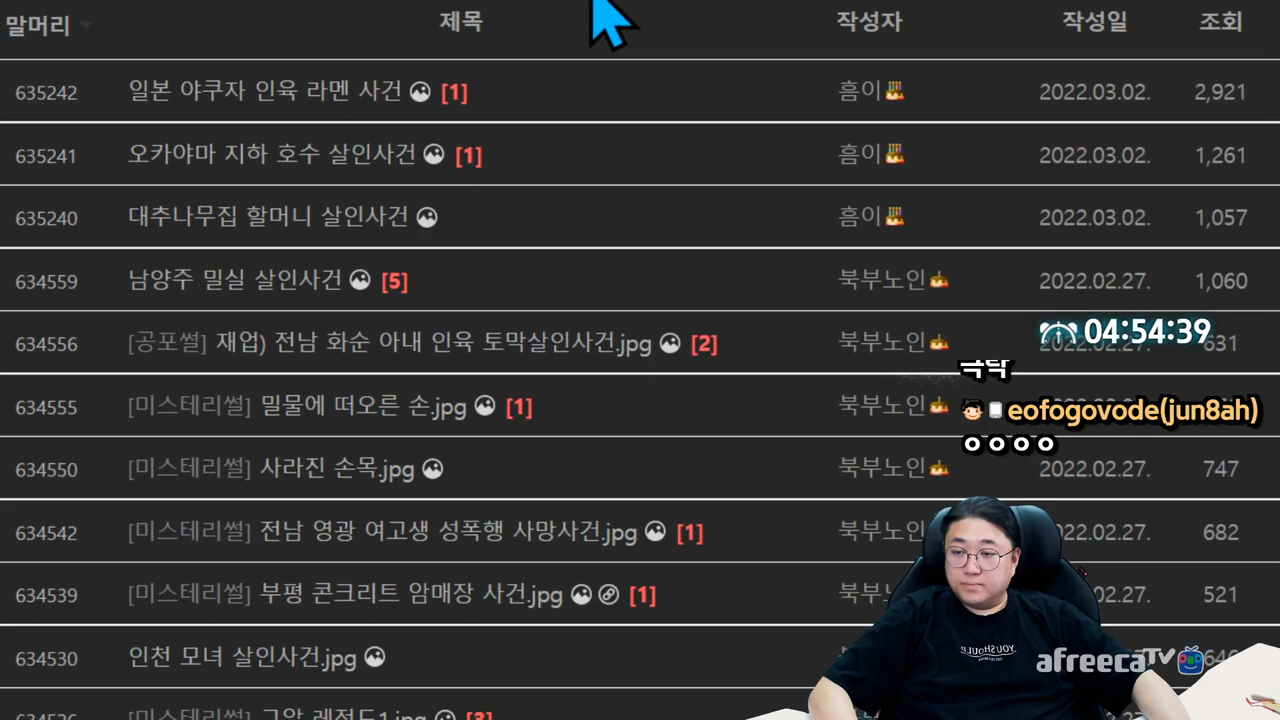 말머리 제목 작성자 작성일 조회
635242 일본 야쿠자 인육 라멘 사건 [1] 흠이 2022.03.02. 2,921
635241 오카야마 지하 호수 살인사건 [1] 흠이 2022.03.02. 1,261
635240 대추나무집 할머니 살인사건 흠이 2022.03.02. 1,057
634559 남양주 밀실 살인사건 [5] 북부노인 2022.02.27. 1,060
634556 [공포썰] 재업) 전남 화순 아내 인육 토막살인사건.jpg [2] 북부노인 631
04:54:39
634555 [미스테리썰] 밀물에 떠오른 손.jpg [1] 북부노인
eofogovode(jun8ah)
ㅇㅇㅇㅇ
634550 [미스테리썰] 사라진 손목.jpg 북부노인 2022.02.27. 747
634542 [미스테리썰] 전남 영광 여고생 성폭행 사망사건.jpg [1] 북부노인 02.27. 682
634539 [미스테리썰] 부평 콘크리트 암매장 사건.jpg [1] 북부 02.27. 521
634530 인천 모녀 살인사건.jpg
afreecaTV